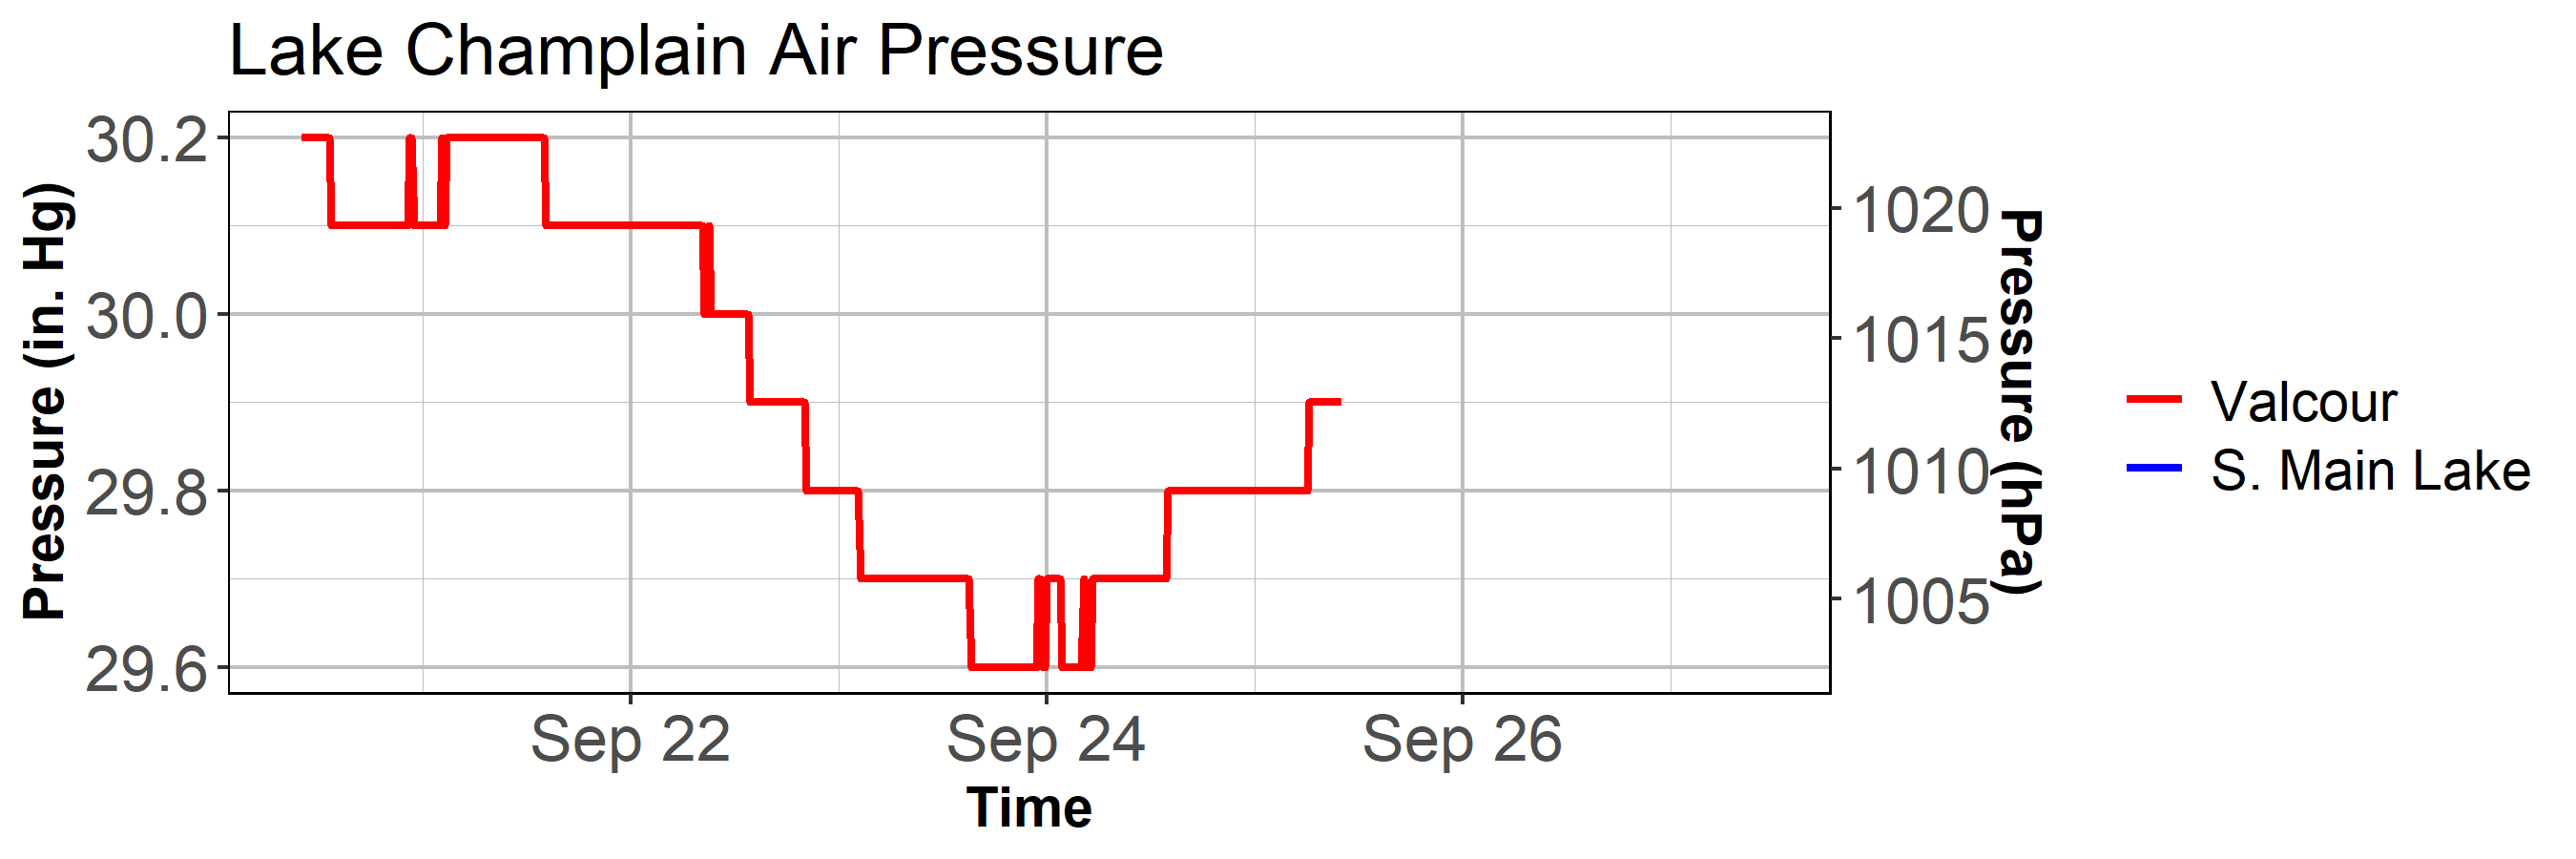 Lake Champlain Air Pressure
Pressure (in. Hg)
30.2
30.0
29.8
29.6
1020
1015
1010
1005
Pressure (hPa)
Valcour
S. Main Lake
Sep 22
Sep 24
Sep 26
Time